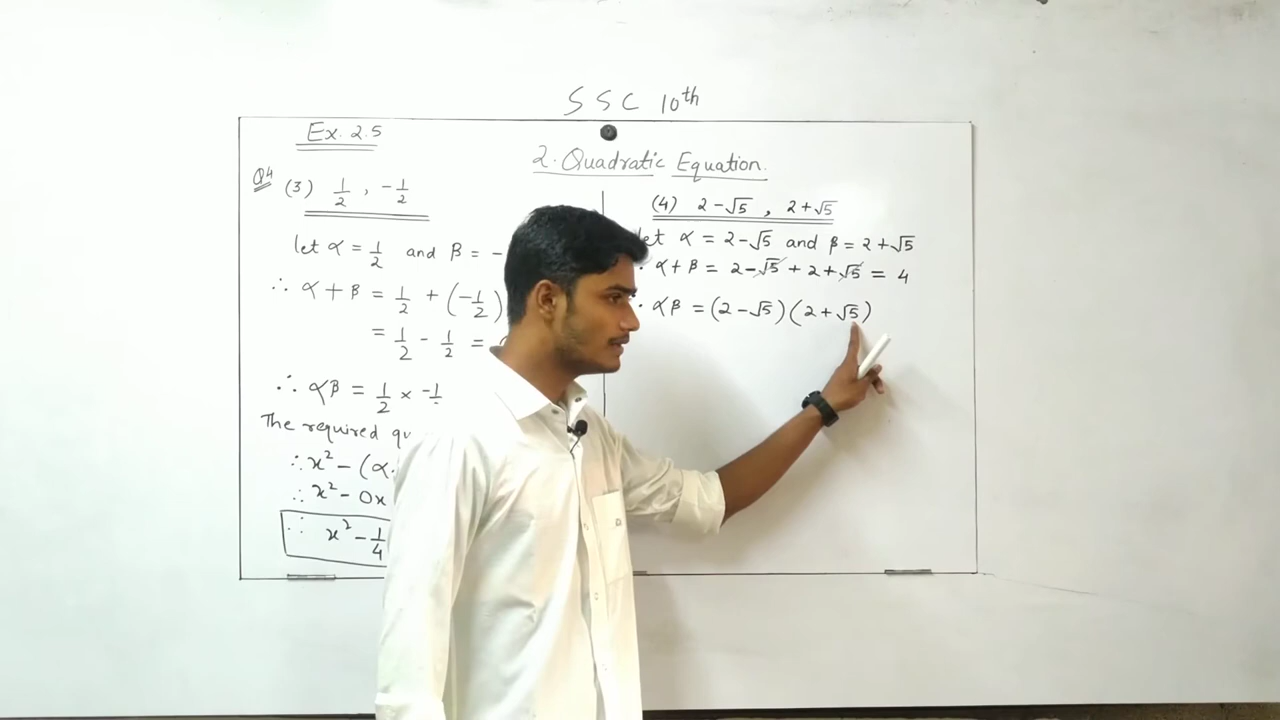 SSC 10th
Ex. 2.5
2. Quadratic Equation.
Q4 (3) 1/2 , -1/2
let α = 1/2 and β = -
∴ α + β = 1/2 + (-1/2)
= 1/2 - 1/2 =
∴ αβ = 1/2 × -1
The required
∴ x² - (α
∴ x² - 0x
∴ x² - 1/4
(4) 2-√5 , 2+√5
let α = 2-√5 and β = 2+√5
α + β = 2-√5 + 2+√5 = 4
αβ = (2-√5)(2+√5)